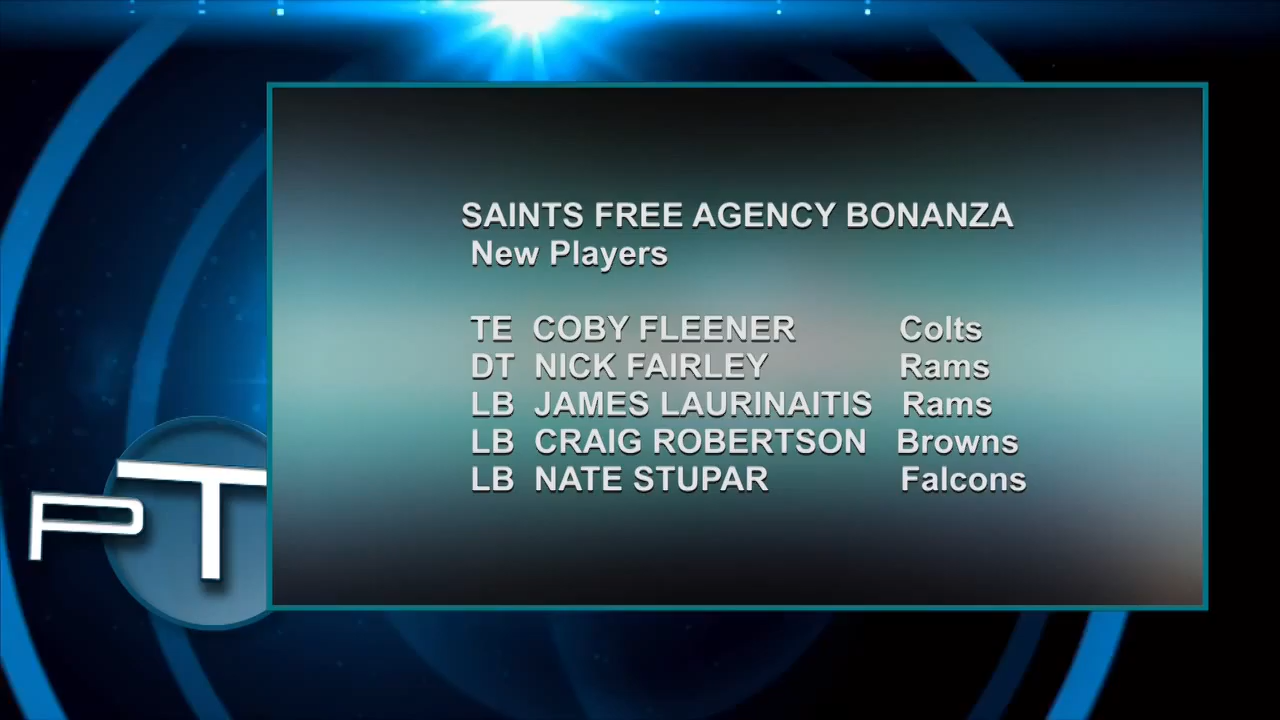 SAINTS FREE AGENCY BONANZA
New Players
TE COBY FLEENER Colts
DT NICK FAIRLEY Rams
LB JAMES LAURINAITIS Rams
LB CRAIG ROBERTSON Browns
LB NATE STUPAR Falcons
PT